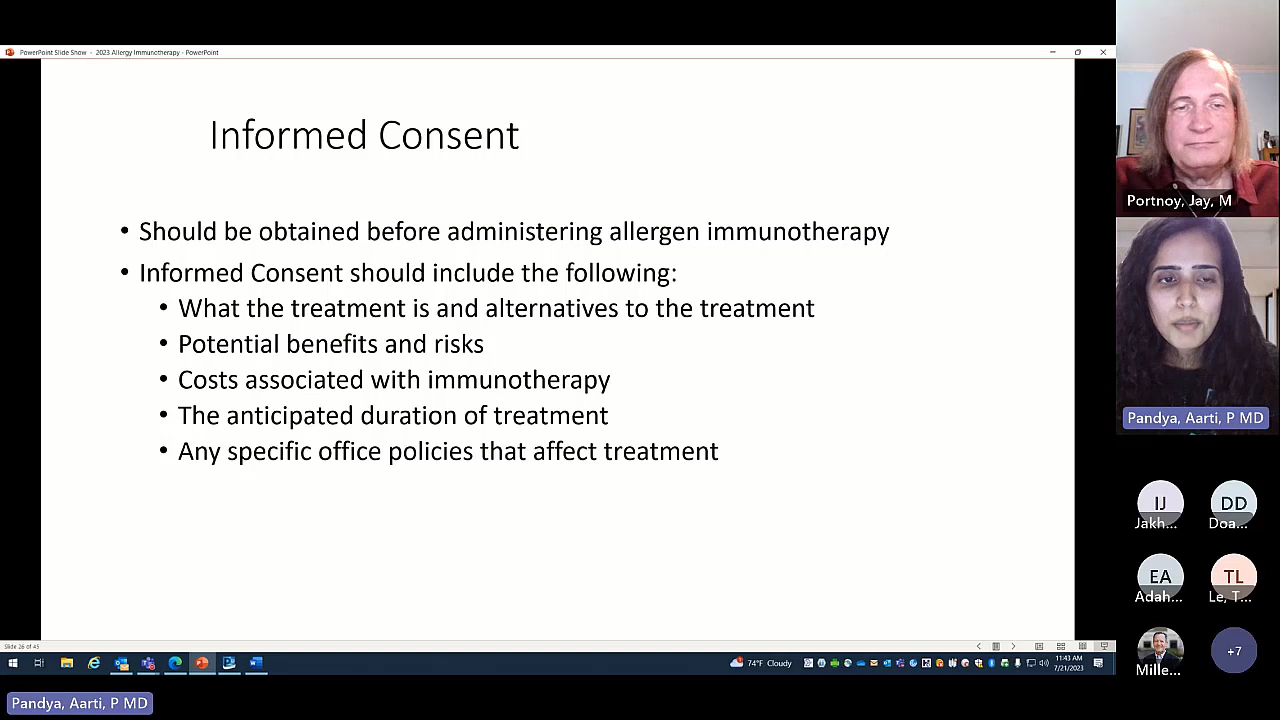 PowerPoint Slide Show - 2023 Allergy Immunotherapy - PowerPoint
Informed Consent
• Should be obtained before administering allergen immunotherapy
• Informed Consent should include the following:
• What the treatment is and alternatives to the treatment
• Potential benefits and risks
• Costs associated with immunotherapy
• The anticipated duration of treatment
• Any specific office policies that affect treatment
Slide 26 of 45
74°F Cloudy
11:43 AM
7/21/2023
Pandya, Aarti, P MD
Portnoy, Jay, M
Pandya, Aarti, P MD
IJ
Jakh...
DD
Doa...
EA
Adah...
TL
Le, T...
Mille...
+7